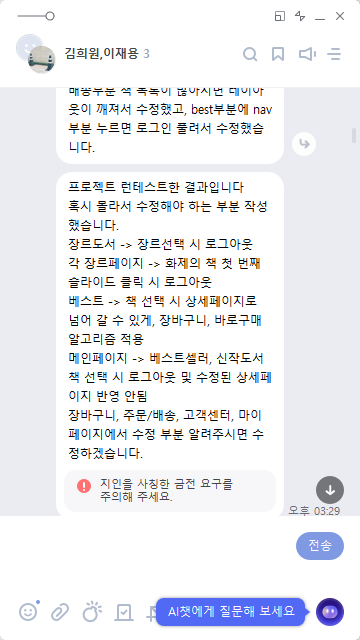 김희원,이재용 3
배송부분 책 목록이 많아지면 레이아
웃이 깨져서 수정했고, best부분에 nav
부분 누르면 로그인 풀려서 수정했습
니다.
프로젝트 런테스트한 결과입니다
혹시 몰라서 수정해야 하는 부분 작성
했습니다.
장르도서 -> 장르선택 시 로그아웃
각 장르페이지 -> 화제의 책 첫 번째
슬라이드 클릭 시 로그아웃
베스트 -> 책 선택 시 상세페이지로
넘어 갈 수 있게, 장바구니, 바로구매
알고리즘 적용
메인페이지 -> 베스트셀러, 신작도서
책 선택 시 로그아웃 및 수정된 상세페
이지 반영 안됨
장바구니, 주문/배송, 고객센터, 마이
페이지에서 수정 부분 알려주시면 수
정하겠습니다.
지인을 사칭한 금전 요구를
주의해 주세요.
오후 03:29
전송
AI챗에게 질문해 보세요